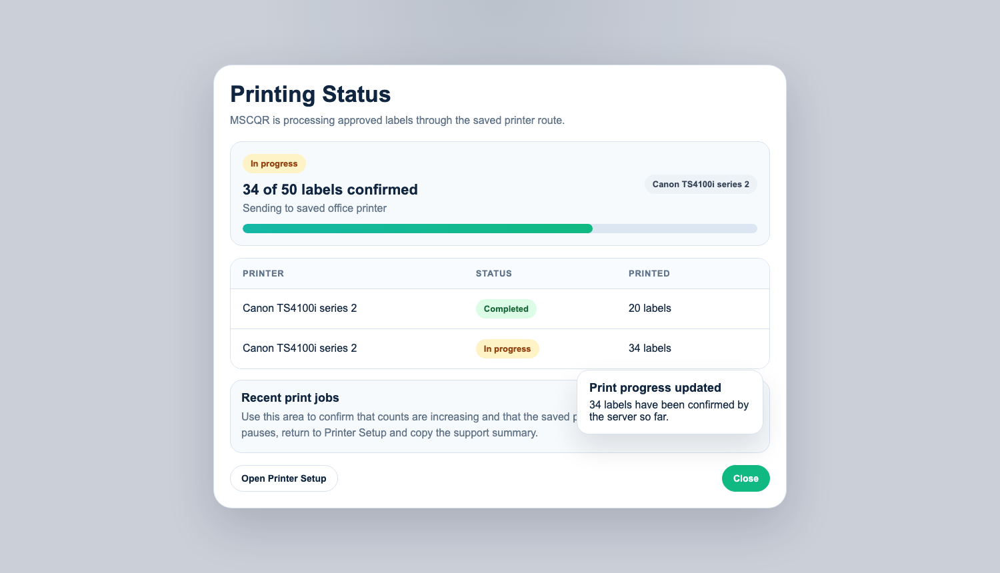 Printing Status
MSCQR is processing approved labels through the saved printer route.
In progress
34 of 50 labels confirmed
Canon TS4100i series 2
Sending to saved office printer
PRINTER STATUS PRINTED
Canon TS4100i series 2 Completed 20 labels
Canon TS4100i series 2 In progress 34 labels
Recent print jobs
Use this area to confirm that counts are increasing and that the saved
pauses, return to Printer Setup and copy the support summary.
Print progress updated
34 labels have been confirmed by
the server so far.
Open Printer Setup
Close